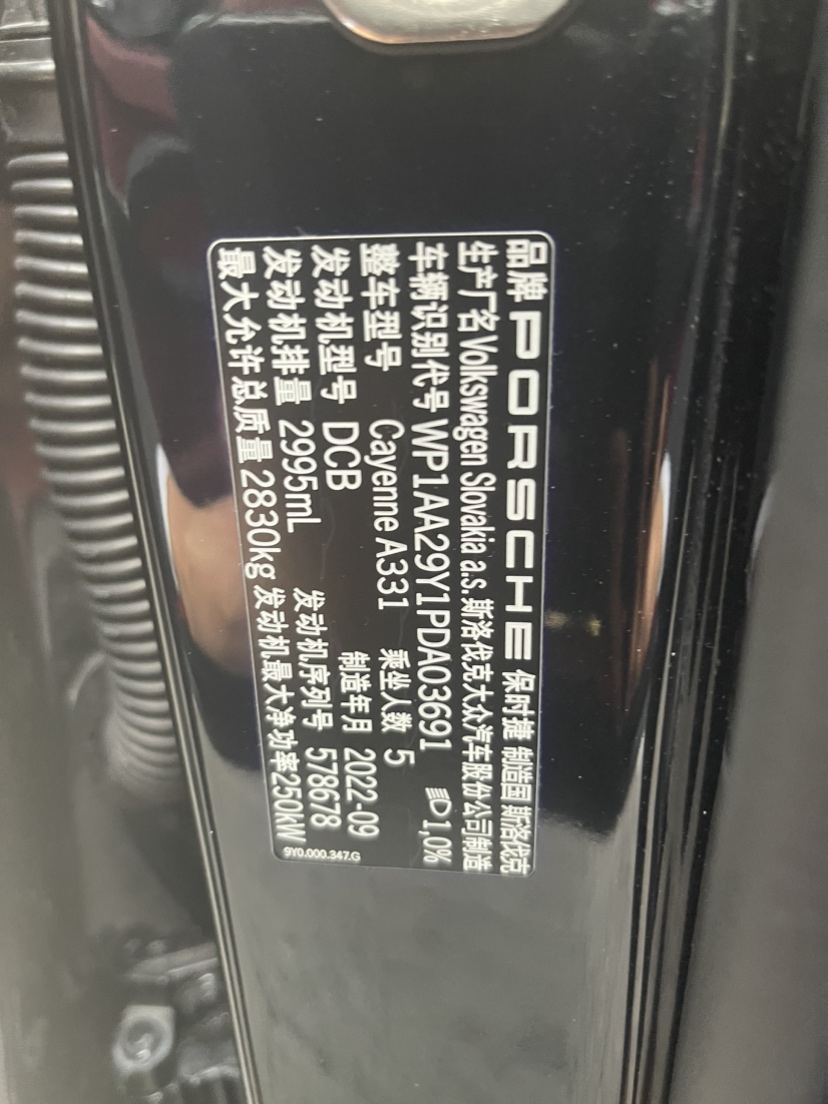 品牌 PORSCHE 保时捷 制造国 斯洛伐克
生产厂名 Volkswagen Slovakia a.s. 斯洛伐克大众汽车股份公司制造
车辆识别代号 WP1AA29Y1PDA03691 1,0%
整车型号 Cayenne A331 乘坐人数 5
发动机型号 DCB 制造年月 2022-09
发动机排量 2995mL 发动机序列号 578678
最大允许总质量 2830kg 发动机最大净功率250kW
9Y0.000.347.G